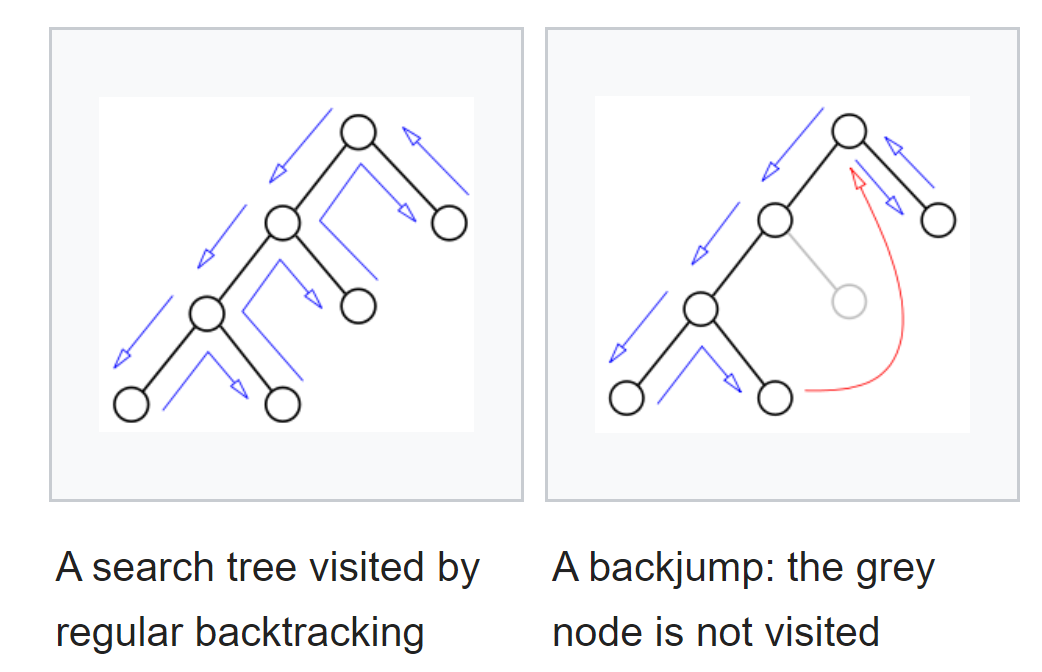 A search tree visited by
regular backtracking
A backjump: the grey
node is not visited